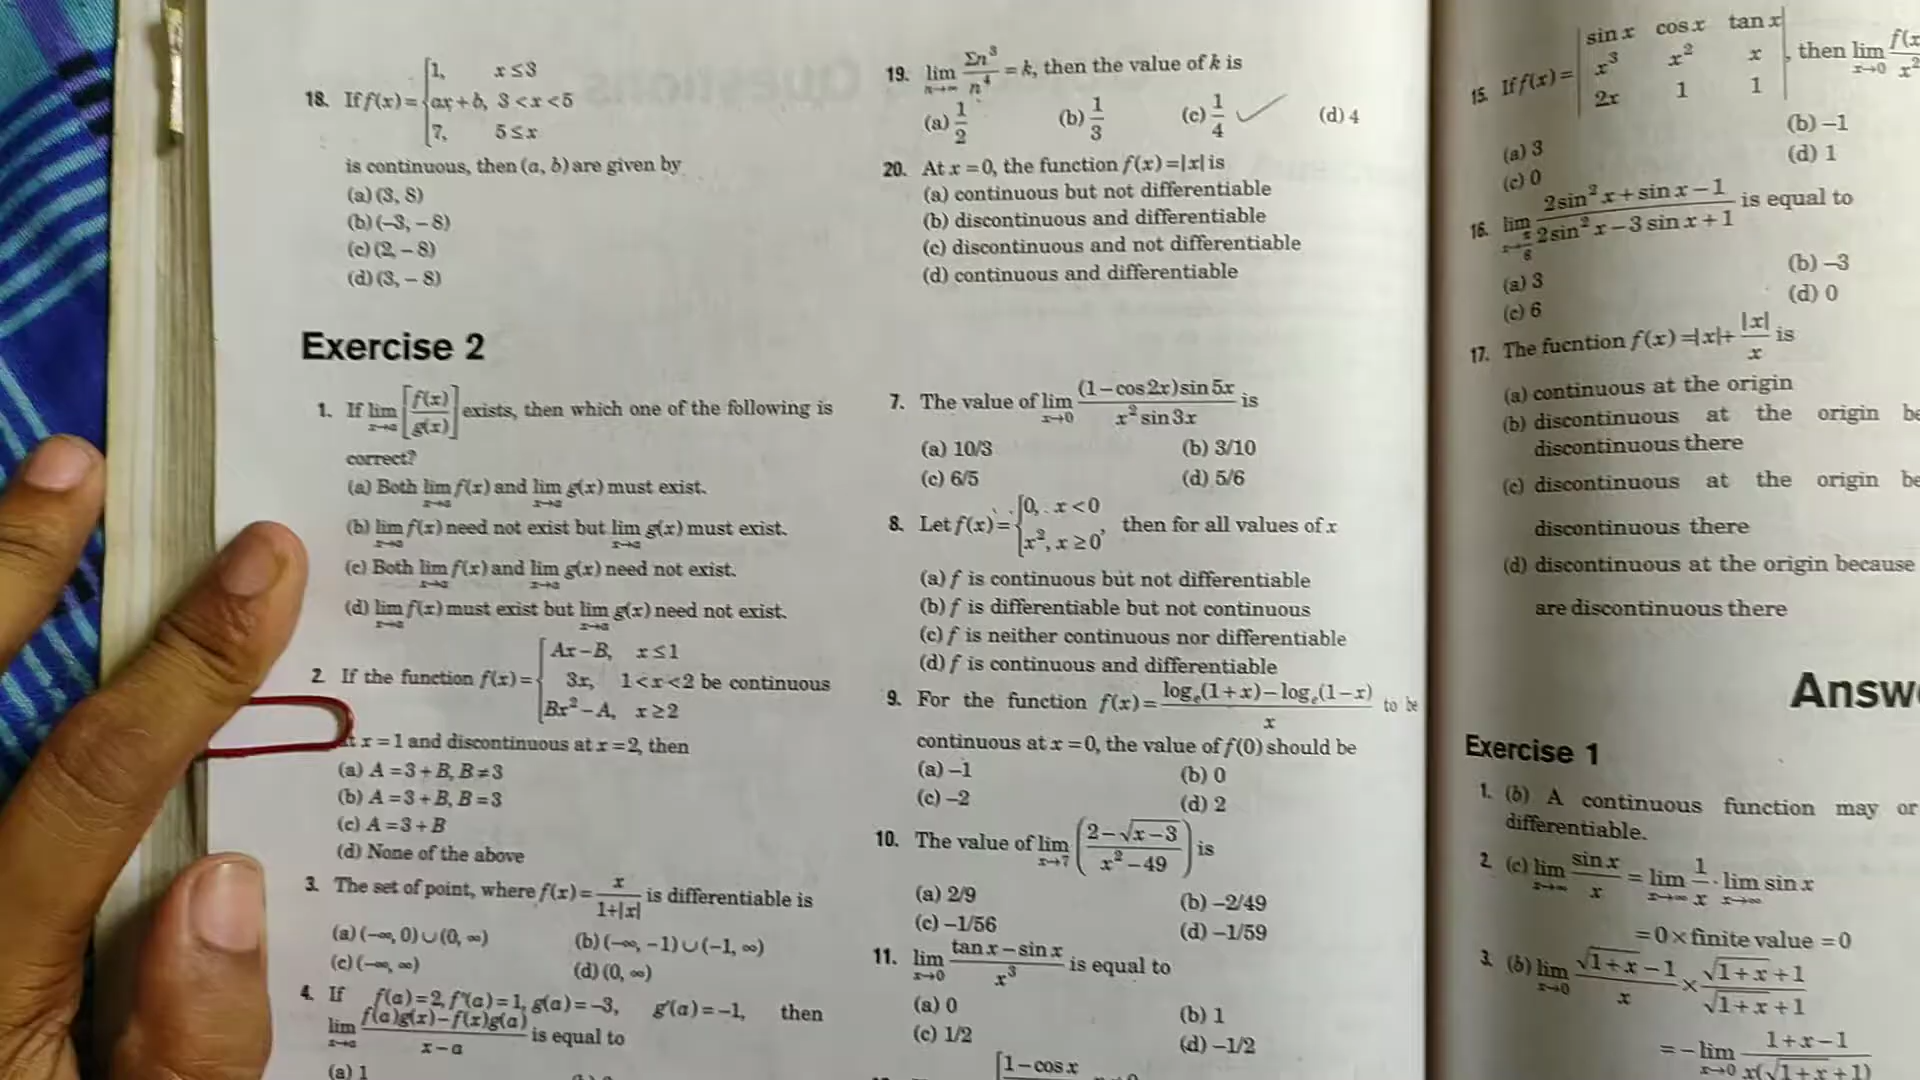 18. If f(x) = { 1, x ≤ 3
ax + b, 3 < x < 5
7, 5 ≤ x
is continuous, then (a, b) are given by
(a) (3, 8)
(b) (–3, – 8)
(c) (2, – 8)
(d) (3, – 8)
19. lim n→∞ Σn³/n⁴ = k, then the value of k is
(a) 1/2 (b) 1/3 (c) 1/4 (d) 4
20. At x = 0, the function f(x) = |x| is
(a) continuous but not differentiable
(b) discontinuous and differentiable
(c) discontinuous and not differentiable
(d) continuous and differentiable
Exercise 2
1. If lim x→a [f(x)/g(x)] exists, then which one of the following is
correct?
(a) Both lim x→a f(x) and lim x→a g(x) must exist.
(b) lim x→a f(x) need not exist but lim x→a g(x) must exist.
(c) Both lim x→a f(x) and lim x→a g(x) need not exist.
(d) lim x→a f(x) must exist but lim x→a g(x) need not exist.
2. If the function f(x) = { Ax – B, x ≤ 1
3x, 1 < x < 2 be continuous
Bx² – A, x ≥ 2
at x = 1 and discontinuous at x = 2, then
(a) A = 3 + B, B ≠ 3
(b) A = 3 + B, B = 3
(c) A = 3 + B
(d) None of the above
3. The set of point, where f(x) = x/(1+|x|) is differentiable is
(a) (–∞, 0) ∪ (0, ∞) (b) (–∞, –1) ∪ (–1, ∞)
(c) (–∞, ∞) (d) (0, ∞)
4. If f(a) = 2, f′(a) = 1, g(a) = –3, g′(a) = –1, then
lim x→a (f(a)g(x) – f(x)g(a))/(x – a) is equal to
(a) 1
7. The value of lim x→0 (1 – cos 2x) sin 5x/(x² sin 3x) is
(a) 10/3 (b) 3/10
(c) 6/5 (d) 5/6
8. Let f(x) = { 0, x < 0
x², x ≥ 0, then for all values of x
(a) f is continuous but not differentiable
(b) f is differentiable but not continuous
(c) f is neither continuous nor differentiable
(d) f is continuous and differentiable
9. For the function f(x) = (logₑ(1 + x) – logₑ(1 – x))/x to be
continuous at x = 0, the value of f(0) should be
(a) –1 (b) 0
(c) –2 (d) 2
10. The value of lim x→7 ((2 – √(x – 3))/(x² – 49)) is
(a) 2/9 (b) –2/49
(c) –1/56 (d) –1/59
11. lim x→0 (tan x – sin x)/x³ is equal to
(a) 0 (b) 1
(c) 1/2 (d) –1/2
[1 – cos x
15. If f(x) = | sin x cos x tan x
x³ x² x
2x 1 1 |, then lim x→0 f(x/x²
(a) 3 (b) –1
(c) 0 (d) 1
16. lim x→π/6 (2 sin² x + sin x – 1)/(2 sin² x – 3 sin x + 1) is equal to
(a) 3 (b) –3
(c) 6 (d) 0
17. The fucntion f(x) = |x| + |x|/x is
(a) continuous at the origin
(b) discontinuous at the origin be
discontinuous there
(c) discontinuous at the origin be
discontinuous there
(d) discontinuous at the origin because
are discontinuous there
Answ
Exercise 1
1. (b) A continuous function may or
differentiable.
2. (c) lim x→∞ sin x/x = lim x→∞ 1/x · lim x→∞ sin x
= 0 × finite value = 0
3. (b) lim x→0 (√(1+x) – 1)/x × (√(1+x) + 1)/(√(1+x) + 1)
= – lim x→0 (1 + x – 1)/(x(√(1+x) + 1))